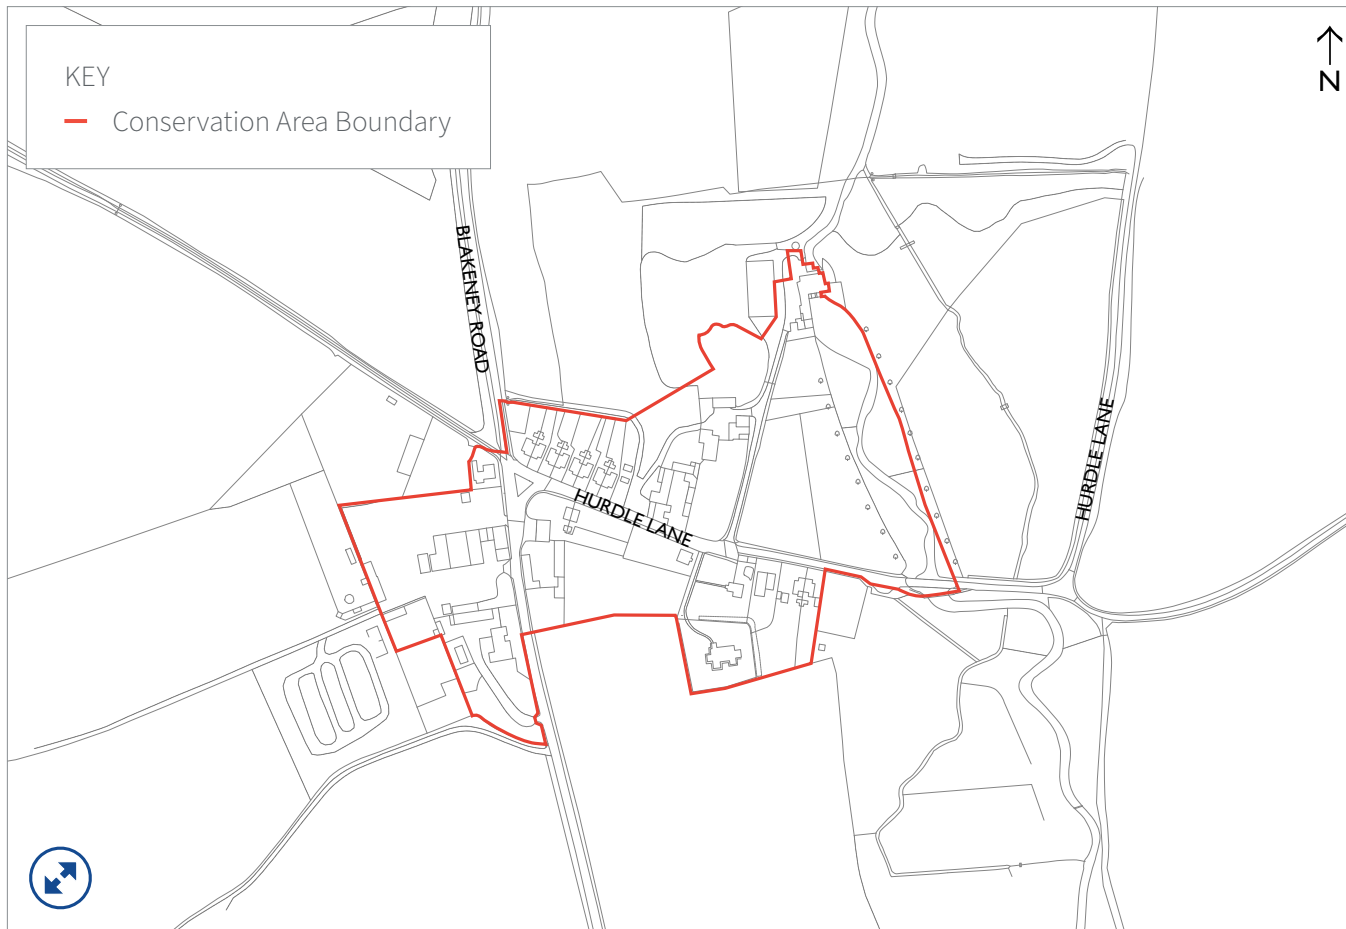 KEY
Conservation Area Boundary
N
BLAKENEY ROAD
HURDLE LANE
HURDLE LANE